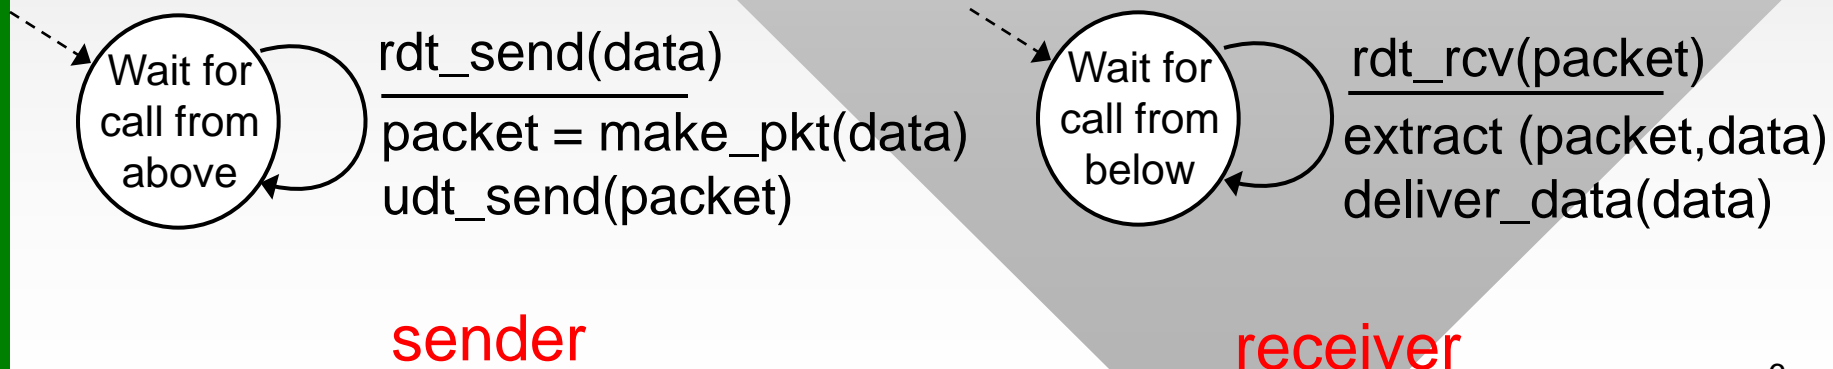 Wait for
call from
above
rdt_send(data)
packet = make_pkt(data)
udt_send(packet)
sender
Wait for
call from
below
rdt_rcv(packet)
extract (packet,data)
deliver_data(data)
receiver